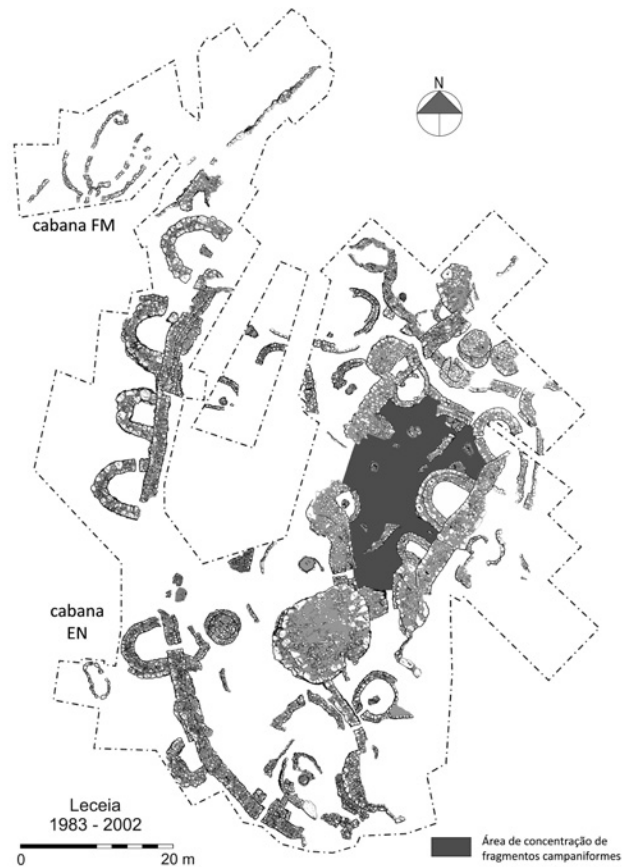 N
cabana FM
cabana
EN
Leceia
1983 - 2002
0 20 m
Área de concentração de
fragmentos campaniformes